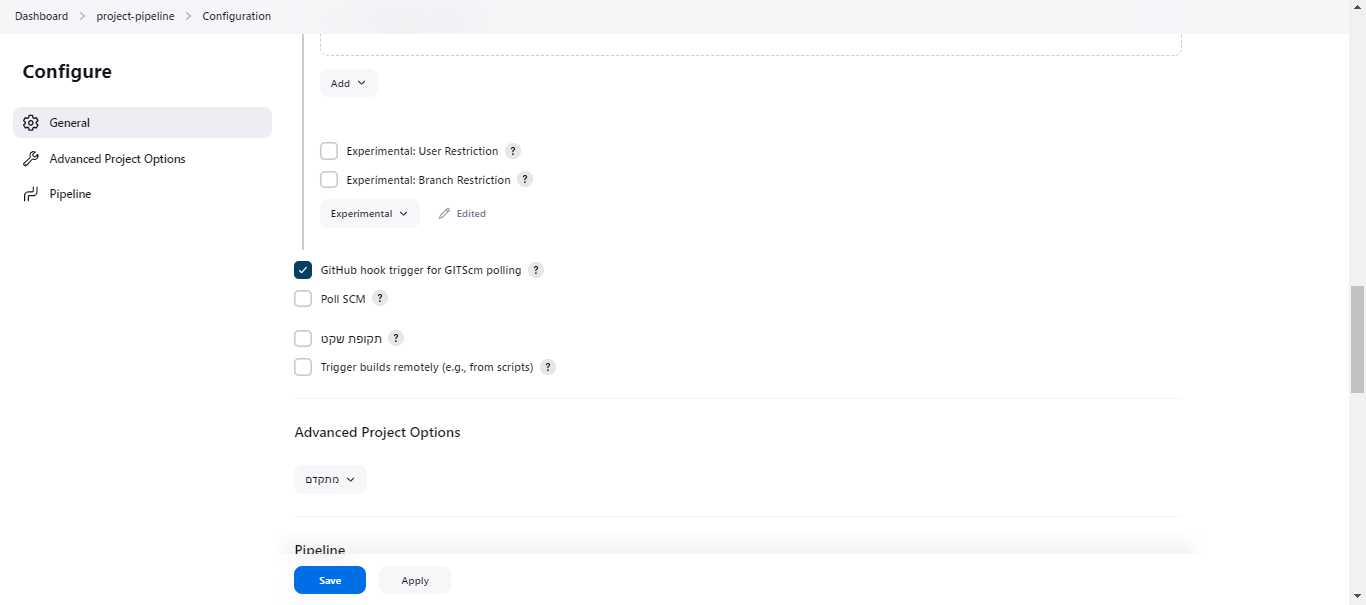 Dashboard > project-pipeline > Configuration
Configure
General
Advanced Project Options
Pipeline
Add
Experimental: User Restriction ?
Experimental: Branch Restriction ?
Experimental Edited
GitHub hook trigger for GITScm polling ?
Poll SCM ?
תקופת שקט ?
Trigger builds remotely (e.g., from scripts) ?
Advanced Project Options
מתקדם
Pipeline
Save Apply